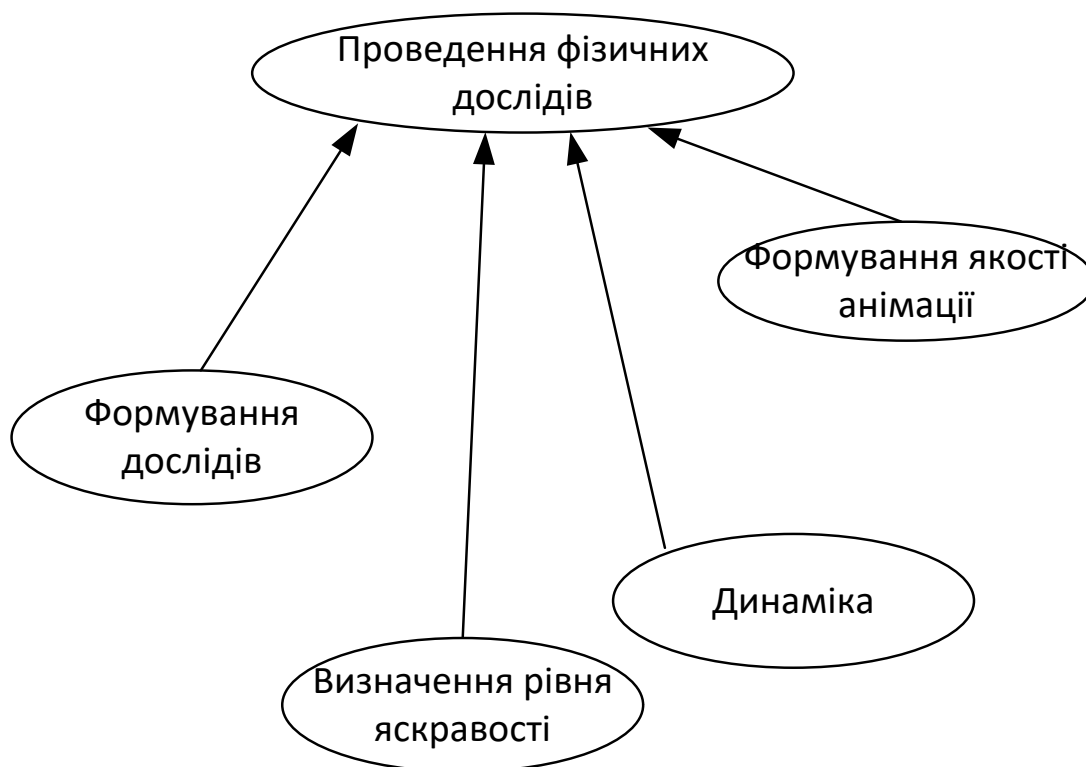 Проведення фізичних
дослідів
Формування якості
анімації
Формування
дослідів
Динаміка
Визначення рівня
яскравості